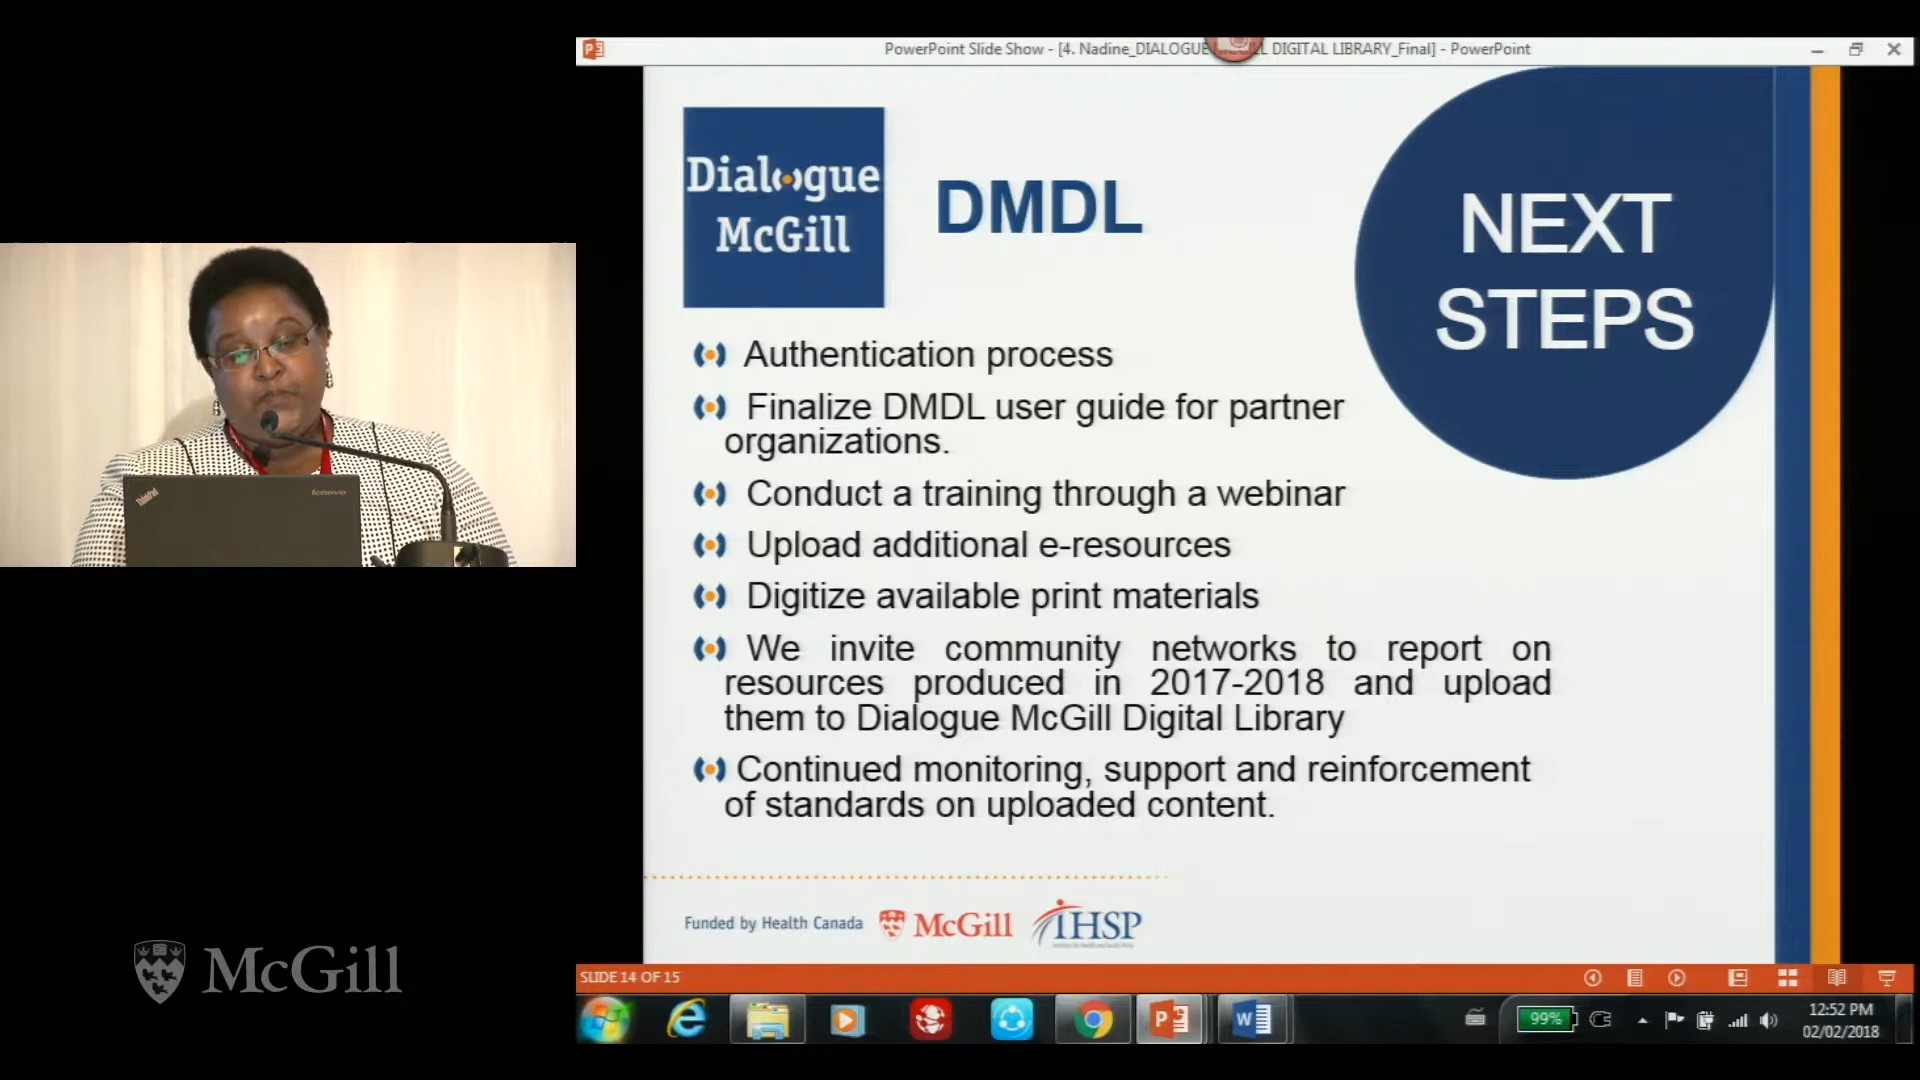 PowerPoint Slide Show - [4. Nadine_DIALOGUE DIGITAL LIBRARY_Final] - PowerPoint
Dialogue
McGill
DMDL
NEXT
STEPS
Authentication process
Finalize DMDL user guide for partner
organizations.
Conduct a training through a webinar
Upload additional e-resources
Digitize available print materials
We invite community networks to report on
resources produced in 2017-2018 and upload
them to Dialogue McGill Digital Library
Continued monitoring, support and reinforcement
of standards on uploaded content.
Funded by Health Canada
McGill
IHSP
SLIDE 14 OF 15
99%
12:52 PM
02/02/2018
ThinkPad
lenovo
McGill